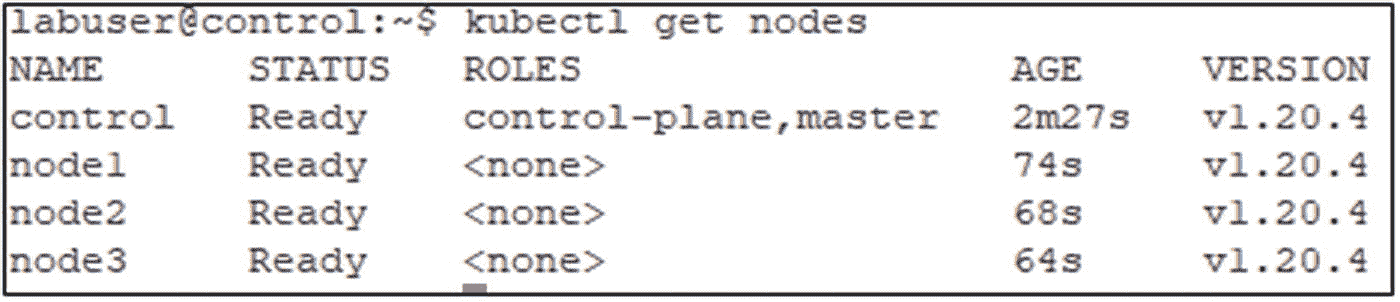 labuser@control:~$ kubectl get nodes
NAME STATUS ROLES AGE VERSION
control Ready control-plane,master 2m27s v1.20.4
node1 Ready <none> 74s v1.20.4
node2 Ready <none> 68s v1.20.4
node3 Ready <none> 64s v1.20.4